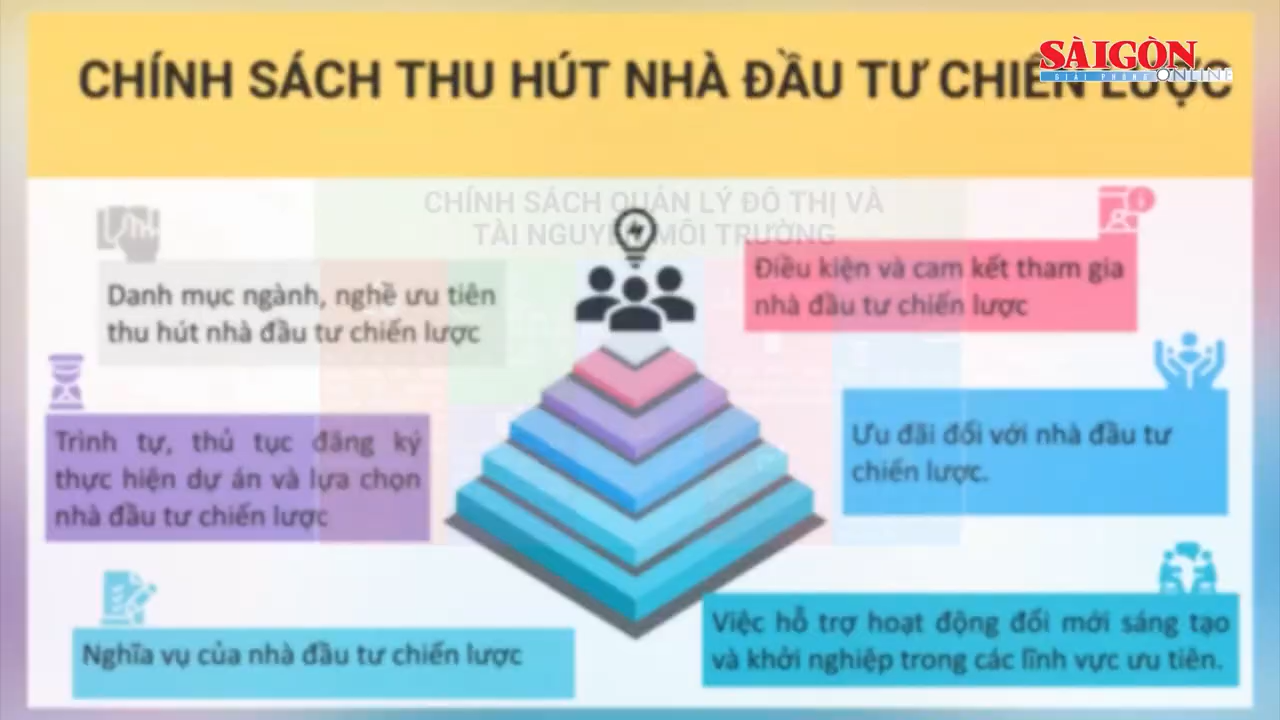 CHÍNH SÁCH THU HÚT NHÀ ĐẦU TƯ CHIẾN LƯỢC
SÀIGÒN
GIẢI PHÓNG ONLINE
CHÍNH SÁCH QUẢN LÝ ĐÔ THỊ VÀ
TÀI NGUYÊN MÔI TRƯỜNG
Danh mục ngành, nghề ưu tiên
thu hút nhà đầu tư chiến lược
Điều kiện và cam kết tham gia
nhà đầu tư chiến lược
Trình tự, thủ tục đăng ký
thực hiện dự án và lựa chọn
nhà đầu tư chiến lược
Ưu đãi đối với nhà đầu tư
chiến lược.
Nghĩa vụ của nhà đầu tư chiến lược
Việc hỗ trợ hoạt động đổi mới sáng tạo
và khởi nghiệp trong các lĩnh vực ưu tiên.